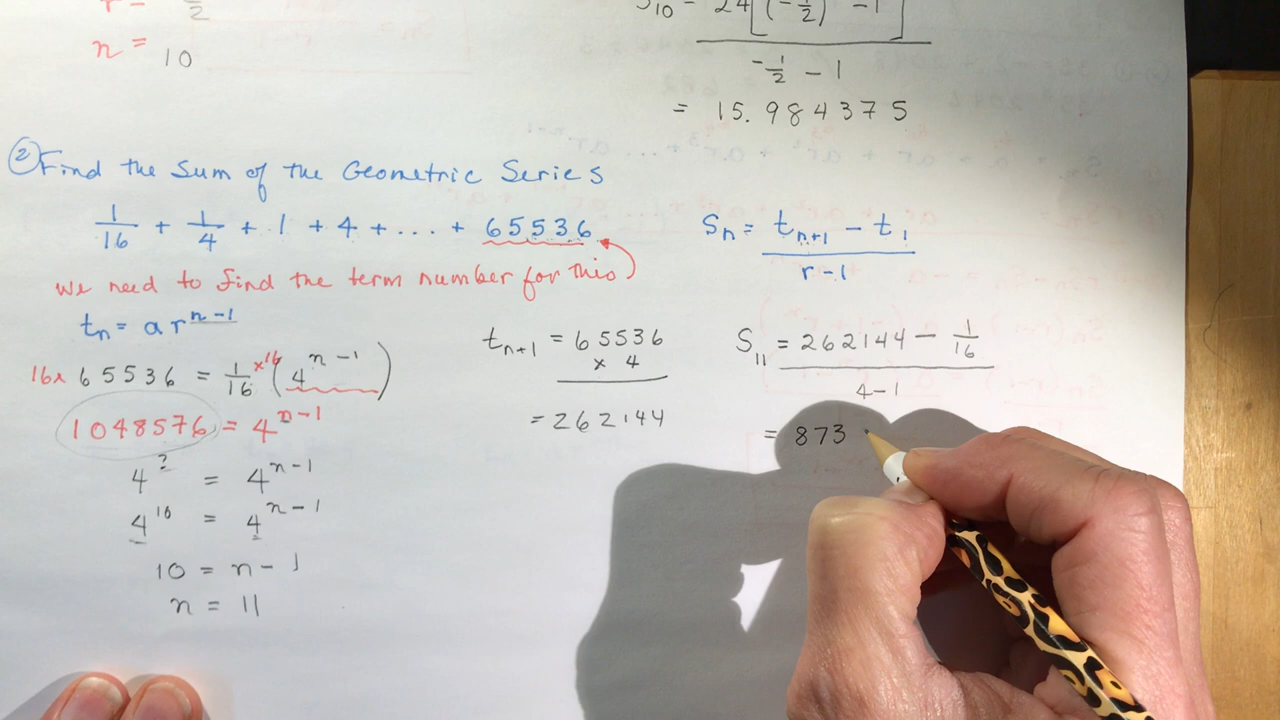 n = 10
S10 = 24[(-1/2) -1]
-1/2 - 1
= 15.984375
② Find the Sum of the Geometric Series
1/16 + 1/4 + 1 + 4 + ... + 65536
we need to find the term number for this
tn = ar^n-1
16x 65536 = 1/16 x16 (4^n-1)
1048576 = 4^n-1
4^? = 4^n-1
4^10 = 4^n-1
10 = n-1
n = 11
tn+1 = 65536
x 4
= 262144
Sn = tn+1 - t1
r-1
S11 = 262144 - 1/16
4-1
= 873